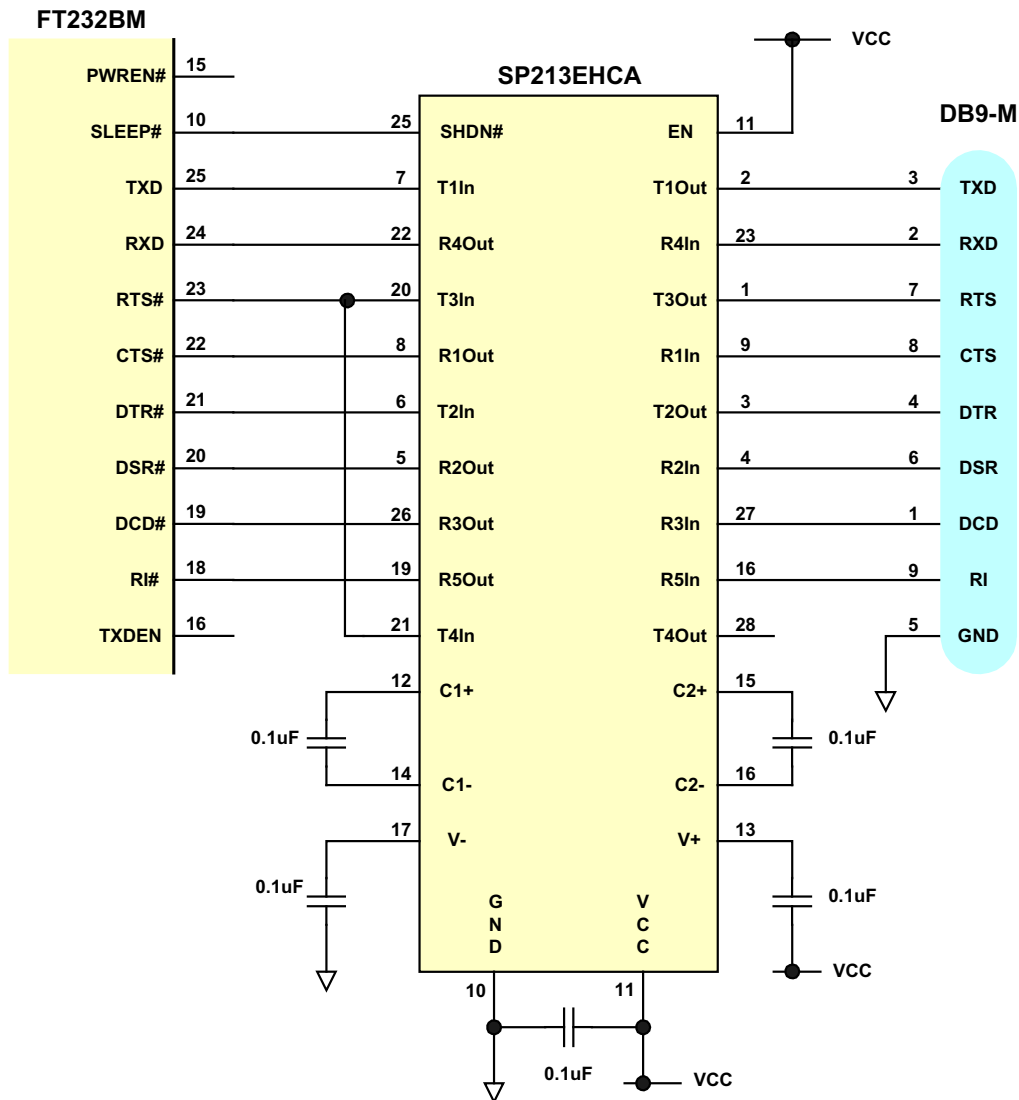 FT232BM
SP213EHCA
DB9-M
VCC
PWREN# 15
SLEEP# 10 25 SHDN# EN 11
TXD 25 7 T1In T1Out 2 3 TXD
RXD 24 22 R4Out R4In 23 2 RXD
RTS# 23 20 T3In T3Out 1 7 RTS
CTS# 22 8 R1Out R1In 9 8 CTS
DTR# 21 6 T2In T2Out 3 4 DTR
DSR# 20 5 R2Out R2In 4 6 DSR
DCD# 19 26 R3Out R3In 27 1 DCD
RI# 18 19 R5Out R5In 16 9 RI
TXDEN 16 21 T4In T4Out 28 5 GND
12 C1+ C2+ 15
0.1uF 0.1uF
14 C1- C2- 16
17 V- V+ 13
0.1uF 0.1uF
GND VCC
VCC
10 11
0.1uF
VCC